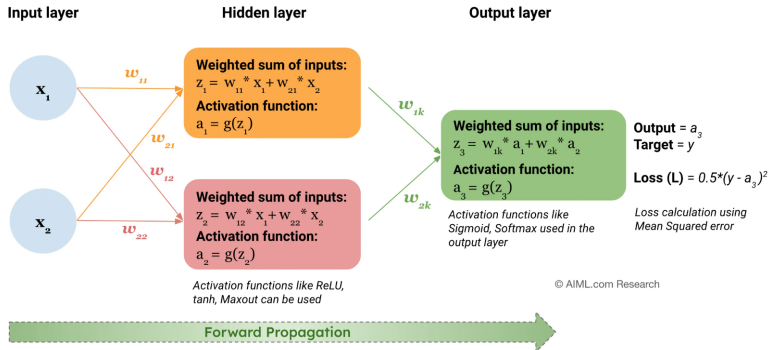 Input layer
Hidden layer
Output layer
x₁
x₂
w₁₁
w₂₁
w₁₂
w₂₂
Weighted sum of inputs:
z₁ = w₁₁* x₁+w₂₁* x₂
Activation function:
a₁ = g(z₁)
Weighted sum of inputs:
z₂ = w₁₂* x₁+w₂₂* x₂
Activation function:
a₂ = g(z₂)
Activation functions like ReLU,
tanh, Maxout can be used
w₁ₖ
w₂ₖ
Weighted sum of inputs:
z₃ = w₁ₖ* a₁+w₂ₖ* a₂
Activation function:
a₃ = g(z₃)
Activation functions like
Sigmoid, Softmax used in the
output layer
Output = a₃
Target = y
Loss (L) = 0.5*(y - a₃)²
Loss calculation using
Mean Squared error
© AIML.com Research
Forward Propagation